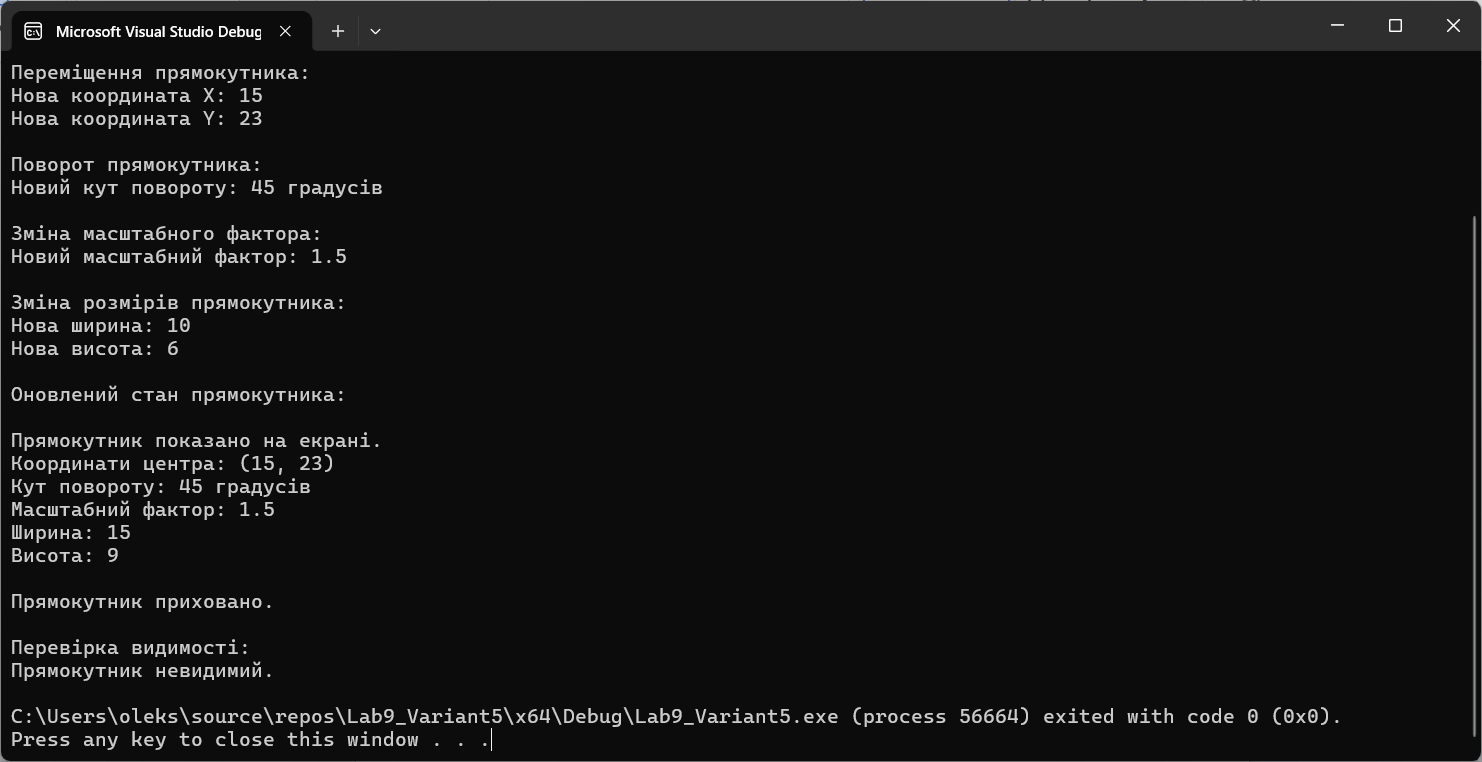 Microsoft Visual Studio Debug
Переміщення прямокутника:
Нова координата X: 15
Нова координата Y: 23
Поворот прямокутника:
Новий кут повороту: 45 градусів
Зміна масштабного фактора:
Новий масштабний фактор: 1.5
Зміна розмірів прямокутника:
Нова ширина: 10
Нова висота: 6
Оновлений стан прямокутника:
Прямокутник показано на екрані.
Координати центра: (15, 23)
Кут повороту: 45 градусів
Масштабний фактор: 1.5
Ширина: 15
Висота: 9
Прямокутник приховано.
Перевірка видимості:
Прямокутник невидимий.
C:\Users\oleks\source\repos\Lab9_Variant5\x64\Debug\Lab9_Variant5.exe (process 56664) exited with code 0 (0x0).
Press any key to close this window . . .